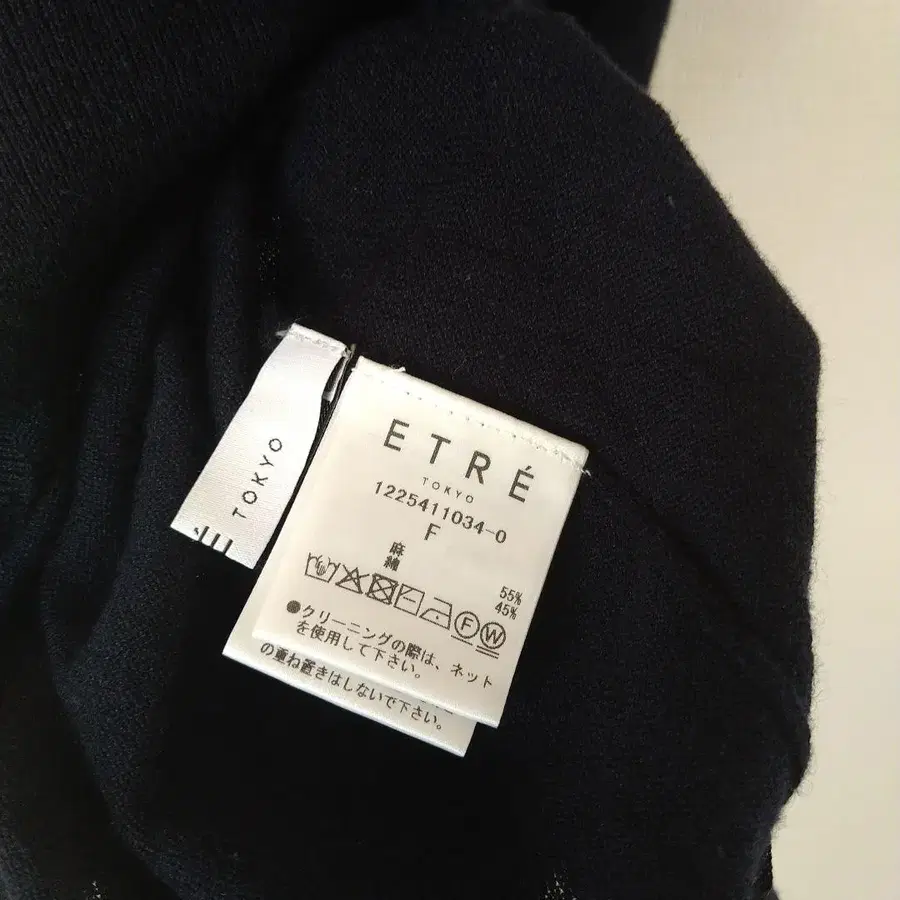 TOKYO
ETRÉ
TOKYO
1225411034-0
F
麻 55%
綿 45%
F W
●クリーニングの際は、ネット
を使用して下さい。
の重ね置きはしないで下さい。